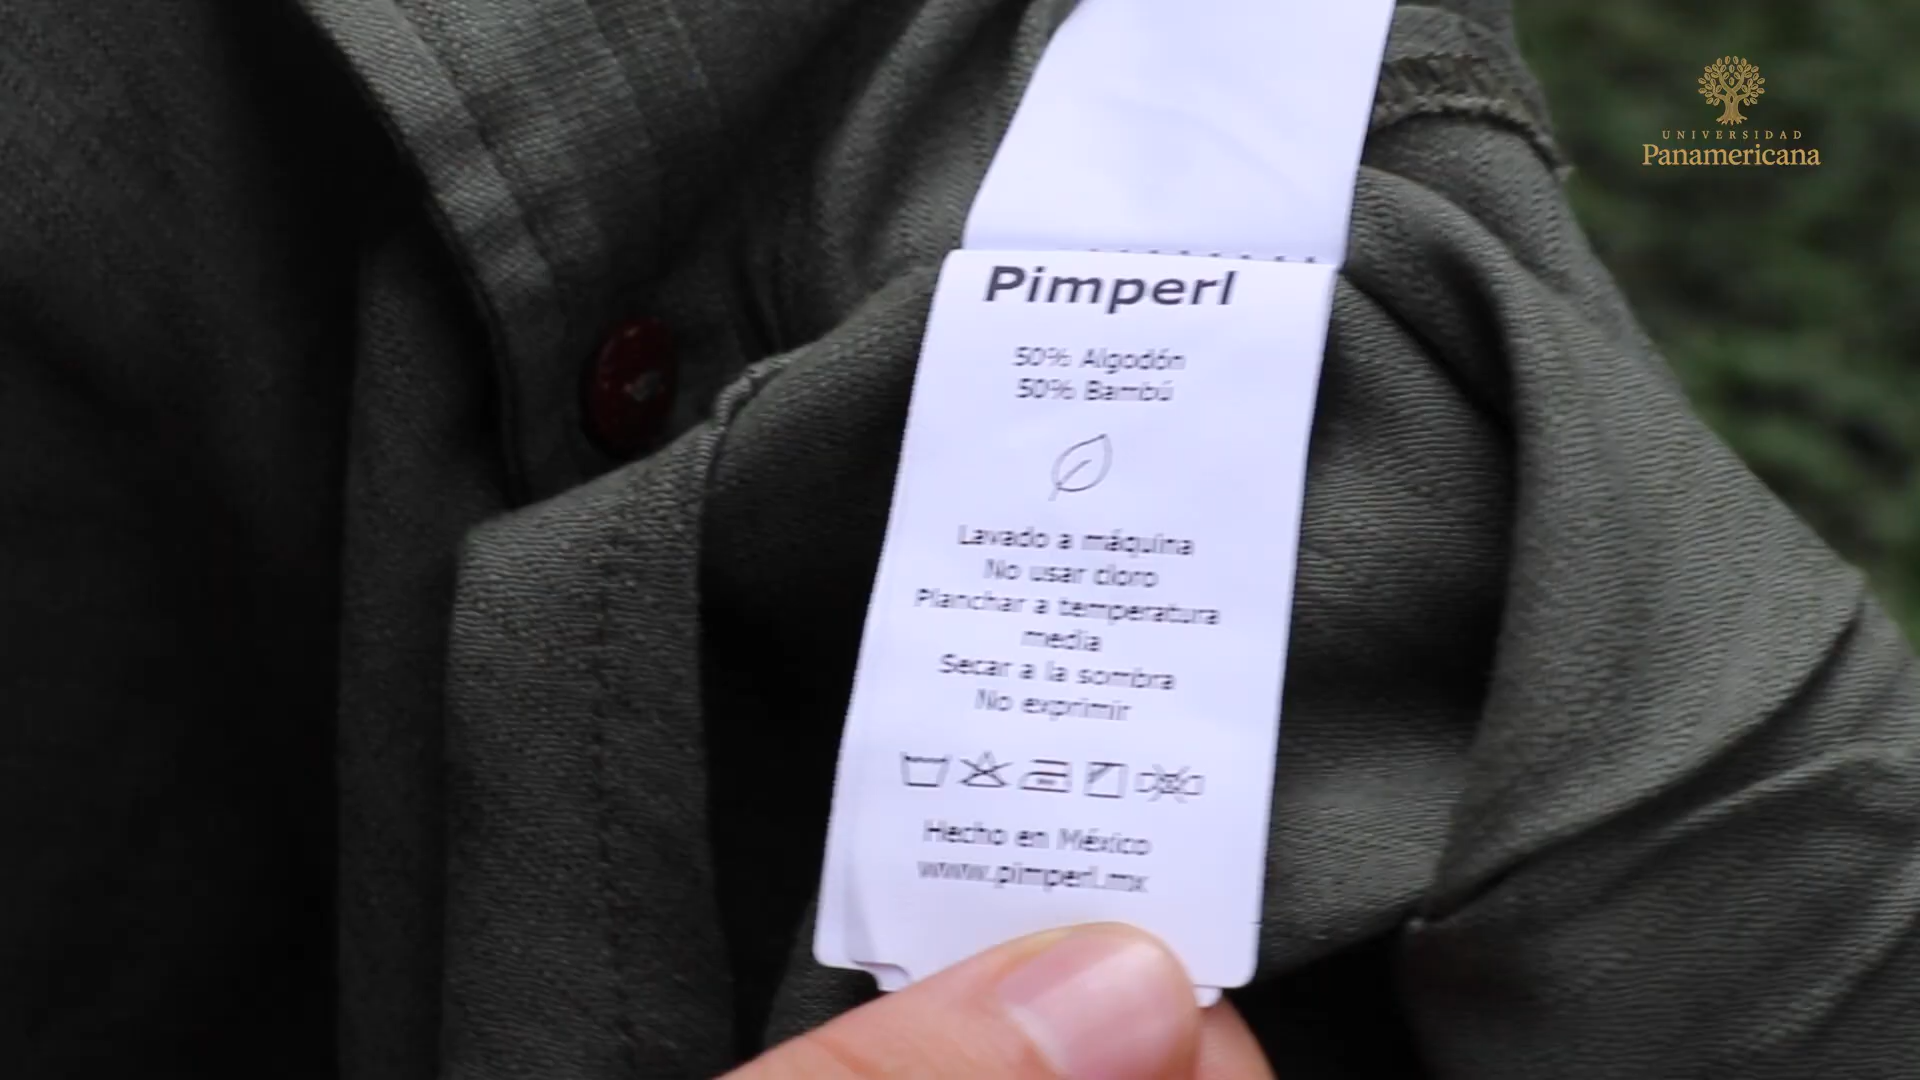 UNIVERSIDAD
Panamericana
Pimperl
50% Algodón
50% Bambú
Lavado a máquina
No usar cloro
Planchar a temperatura
media
Secar a la sombra
No exprimir
Hecho en México
www.pimperl.mx